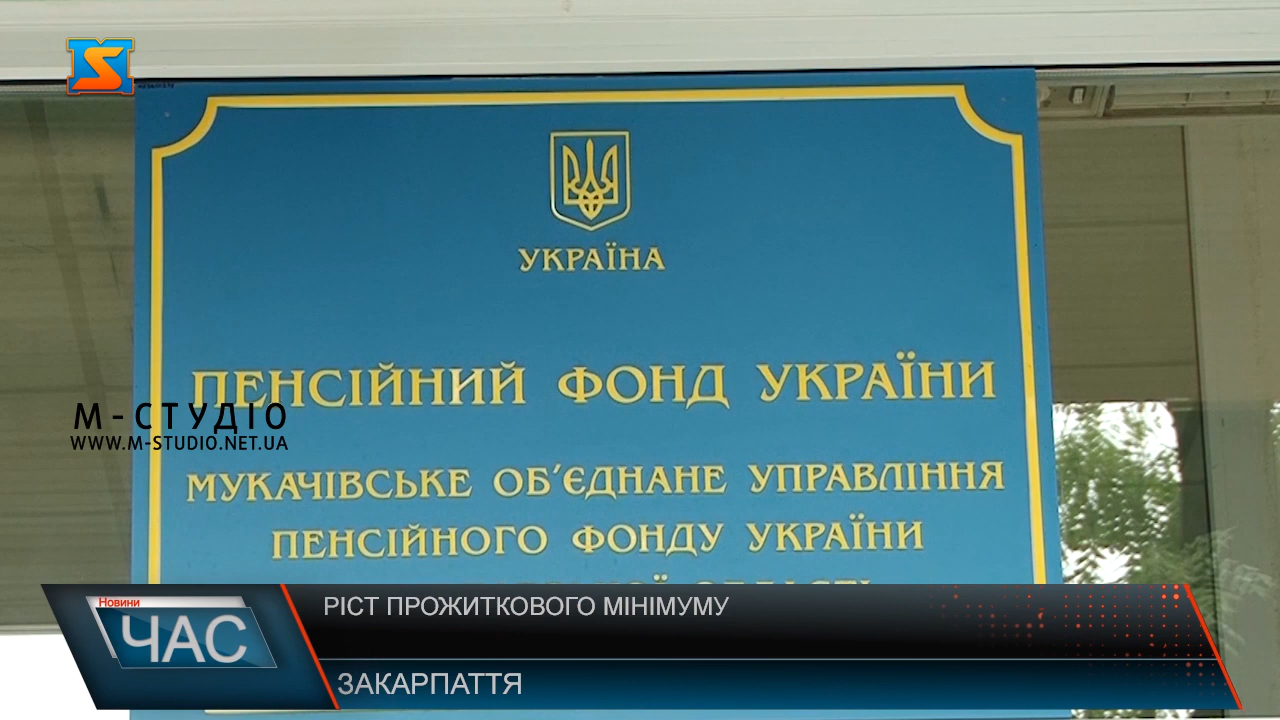 УКРАЇНА
ПЕНСІЙНИЙ ФОНД УКРАЇНИ
М-СТУДІО
WWW.M-STUDIO.NET.UA
МУКАЧІВСЬКЕ ОБ'ЄДНАНЕ УПРАВЛІННЯ
ПЕНСІЙНОГО ФОНДУ УКРАЇНИ
Новини
ЧАС
РІСТ ПРОЖИТКОВОГО МІНІМУМУ
ЗАКАРПАТТЯ